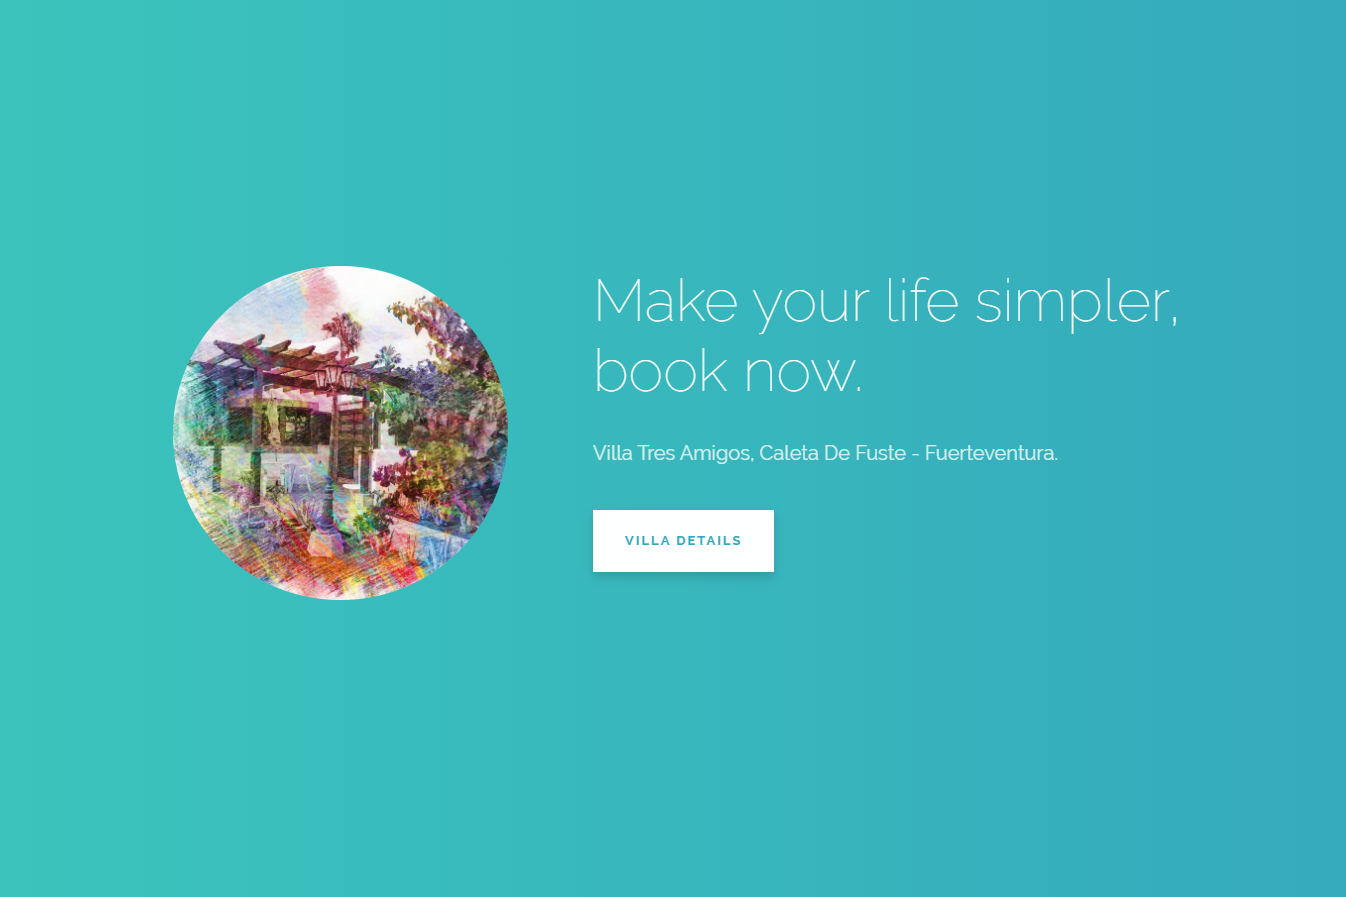 Make your life simpler,
book now.
Villa Tres Amigos, Caleta De Fuste - Fuerteventura.
VILLA DETAILS